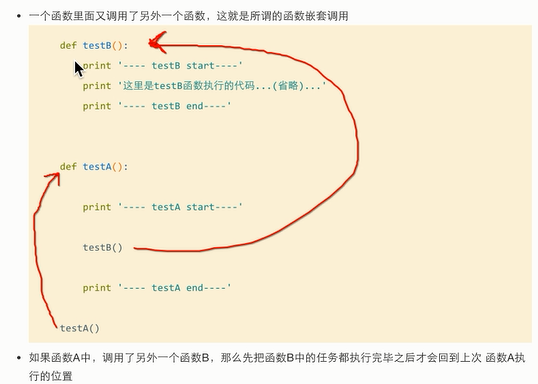 一个函数里面又调用了另外一个函数，这就是所谓的函数嵌套调用
def testB():
print '---- testB start----'
print '这里是testB函数执行的代码...(省略)...'
print '---- testB end----'
def testA():
print '---- testA start----'
testB()
print '---- testA end----'
testA()
如果函数A中，调用了另外一个函数B，那么先把函数B中的任务都执行完毕之后才会回到上次 函数A执
行的位置